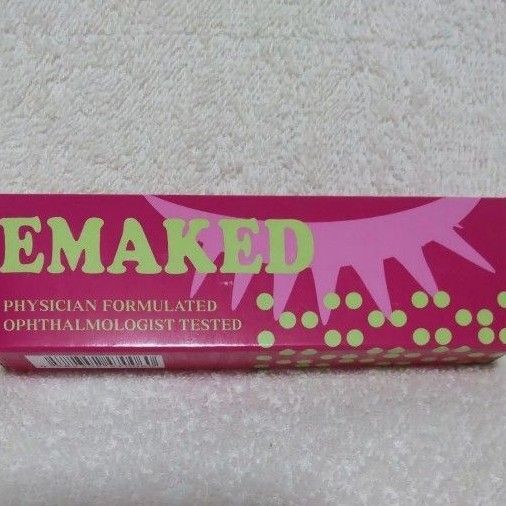 EMAKED
PHYSICIAN FORMULATED
OPHTHALMOLOGIST TESTED